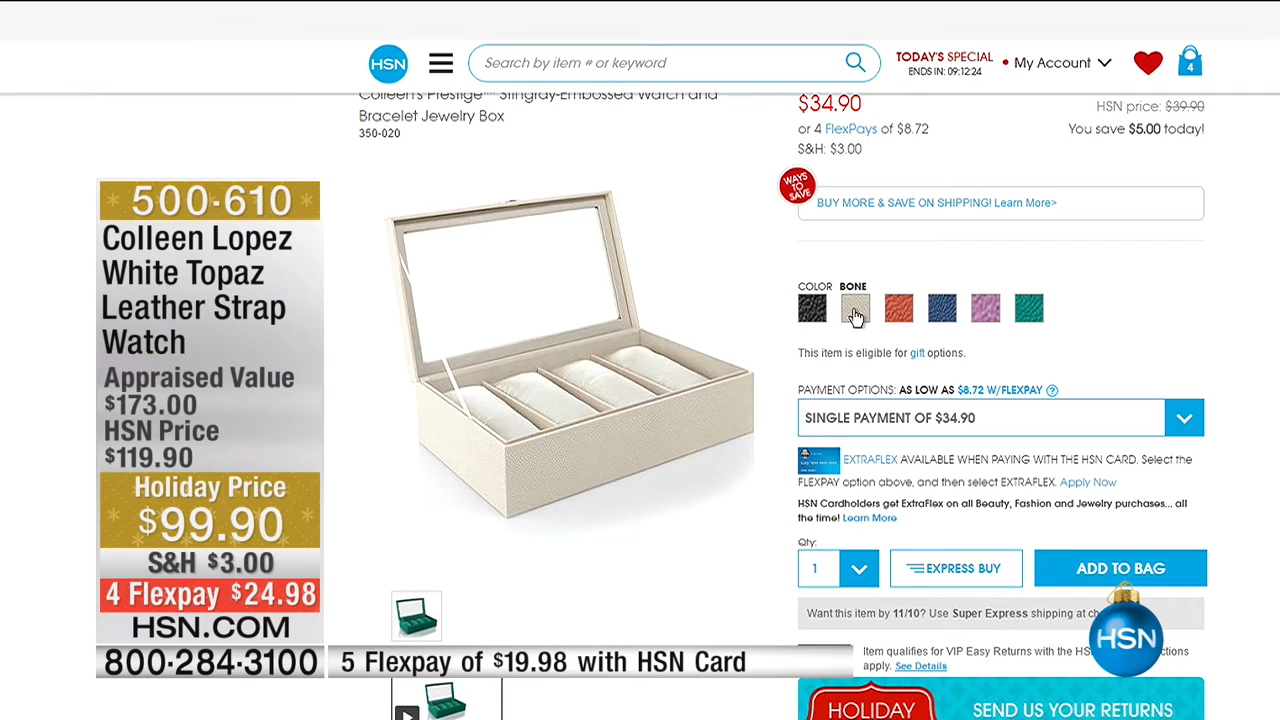 HSN
Search by item # or keyword
TODAY'S SPECIAL
ENDS IN: 09:12:24
My Account
4
Colleen's Prestige™ Stingray-Embossed Watch and
Bracelet Jewelry Box
350-020
$34.90
HSN price: $39.90
or 4 FlexPays of $8.72
You save $5.00 today!
S&H: $3.00
WAYS
TO
SAVE
BUY MORE & SAVE ON SHIPPING! Learn More>
COLOR BONE
This item is eligible for gift options.
PAYMENT OPTIONS: AS LOW AS $8.72 W/FLEXPAY ?
SINGLE PAYMENT OF $34.90
EXTRAFLEX AVAILABLE WHEN PAYING WITH THE HSN CARD. Select the
FLEXPAY option above, and then select EXTRAFLEX. Apply Now
HSN Cardholders get ExtraFlex on all Beauty, Fashion and Jewelry purchases... all
the time! Learn More
Qty:
1
EXPRESS BUY
ADD TO BAG
Want this item by 11/10? Use Super Express shipping at
HSN
Item qualifies for VIP Easy Returns with the
apply. See Details
HOLIDAY
SEND US YOUR RETURNS
500-610
Colleen Lopez
White Topaz
Leather Strap
Watch
Appraised Value
$173.00
HSN Price
$119.90
Holiday Price
$99.90
S&H $3.00
4 Flexpay $24.98
HSN.COM
800-284-3100
5 Flexpay of $19.98 with HSN Card